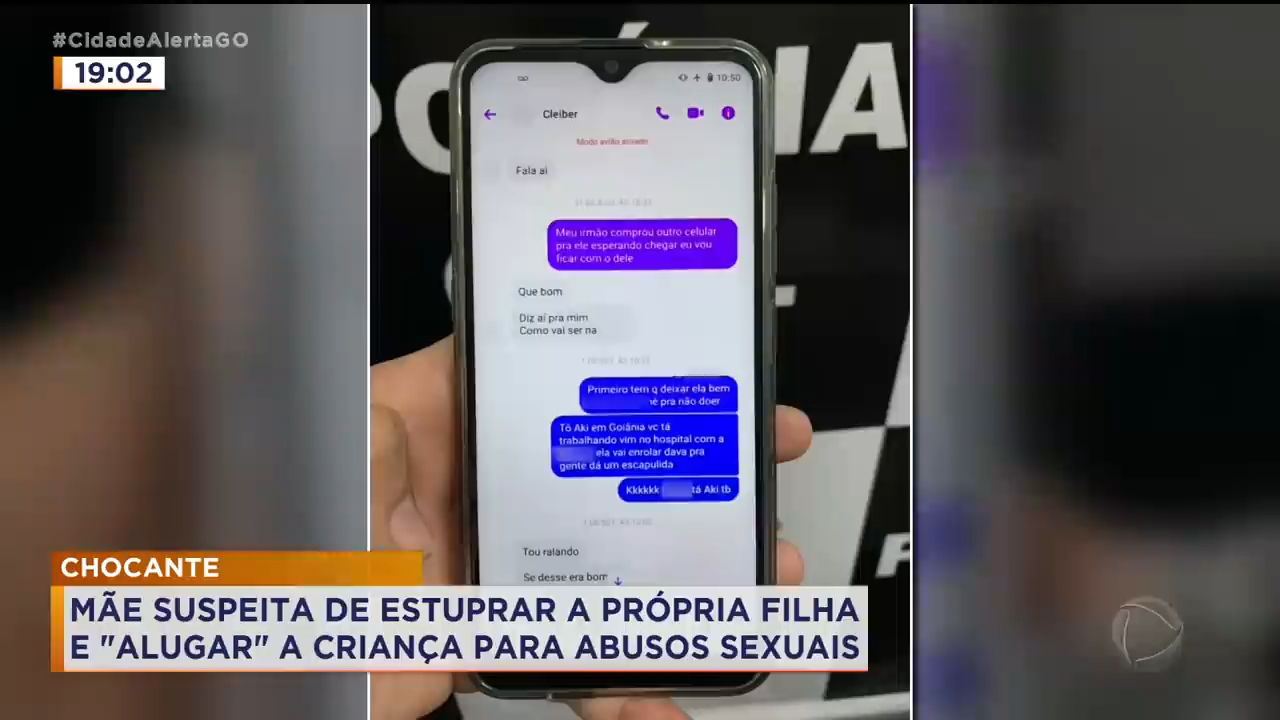 #CidadeAlertaGO
19:02
10:50
Cleiber
Modo avião ativado
Fala aí
Meu irmão comprou outro celular
pra ele esperando chegar eu vou
ficar com o dele
Que bom
Diz aí pra mim
Como vai ser na
Primeiro tem q deixar ela bem
né pra não doer
Tô Aki em Goiânia vc tá
trabalhando vim no hospital com a
ela vai enrolar dava pra
gente dá um escapulida
Kkkkkk tá Aki tb
Tou ralando
Se desse era bom
CHOCANTE
MÃE SUSPEITA DE ESTUPRAR A PRÓPRIA FILHA
E "ALUGAR" A CRIANÇA PARA ABUSOS SEXUAIS